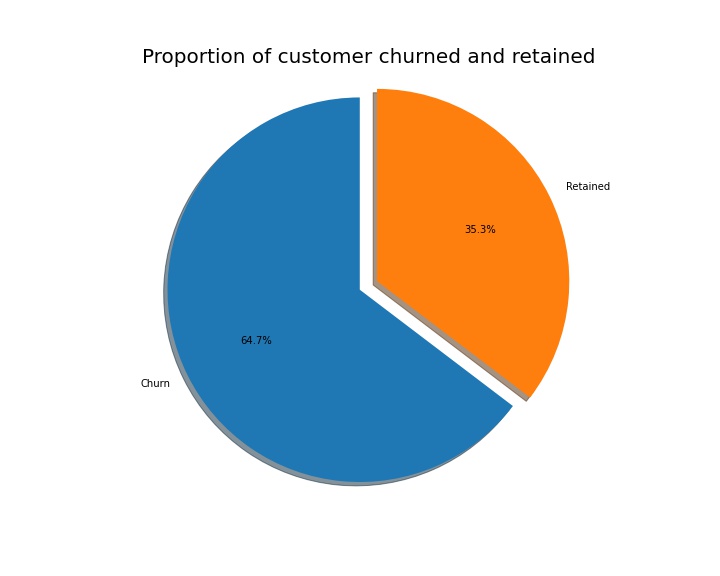 Proportion of customer churned and retained
Retained
35.3%
64.7%
Churn